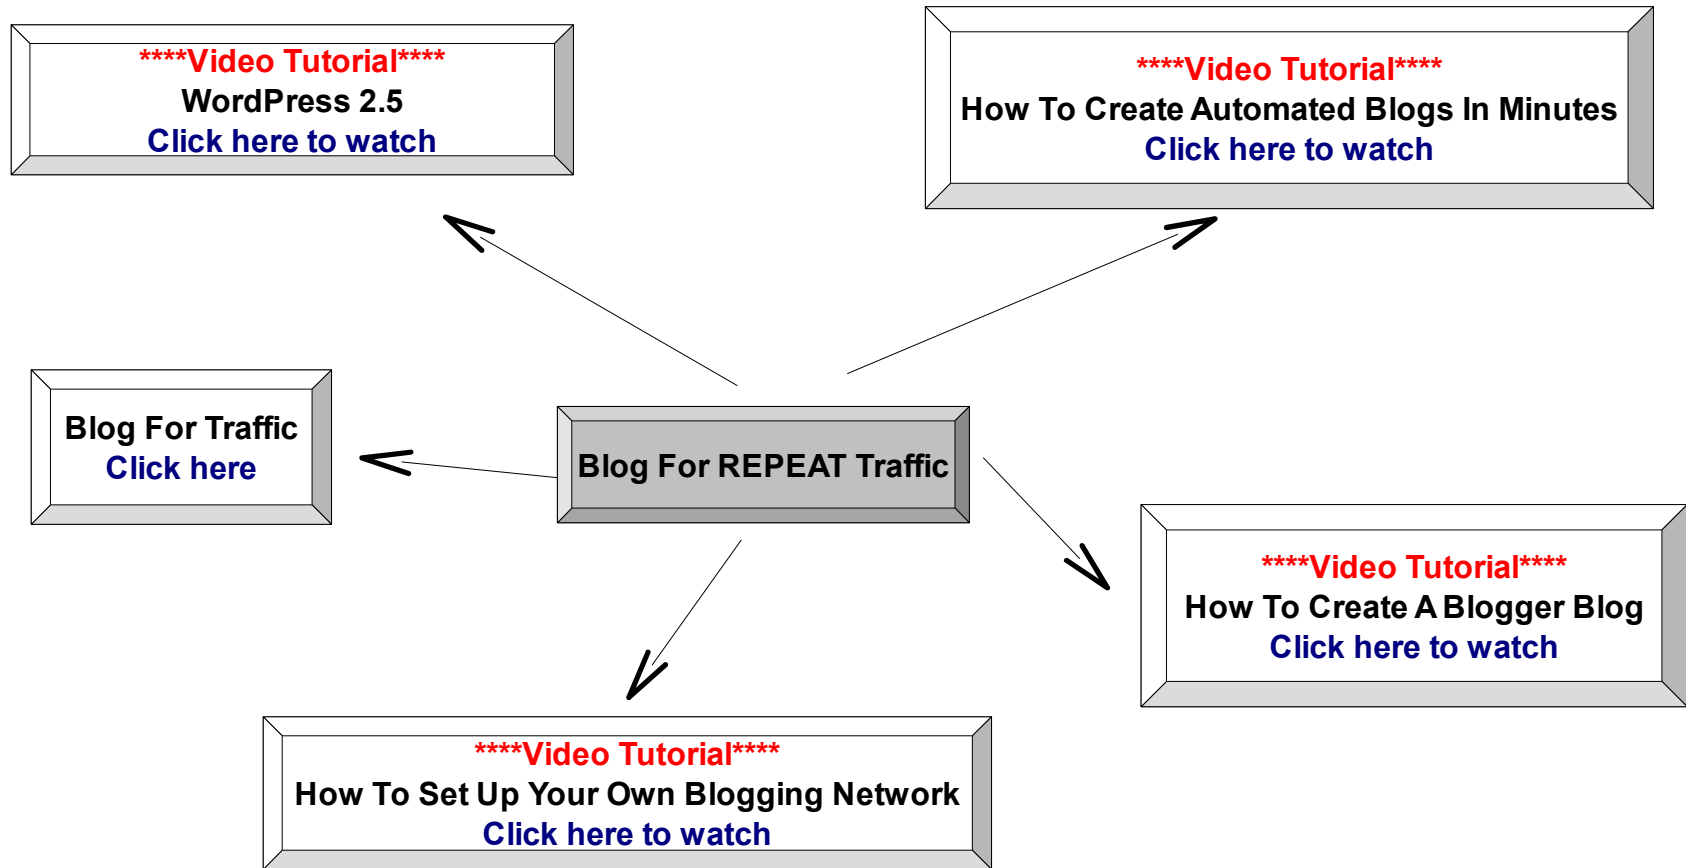 ****Video Tutorial****
WordPress 2.5
Click here to watch
****Video Tutorial****
How To Create Automated Blogs In Minutes
Click here to watch
Blog For Traffic
Click here
Blog For REPEAT Traffic
****Video Tutorial****
How To Create A Blogger Blog
Click here to watch
****Video Tutorial****
How To Set Up Your Own Blogging Network
Click here to watch